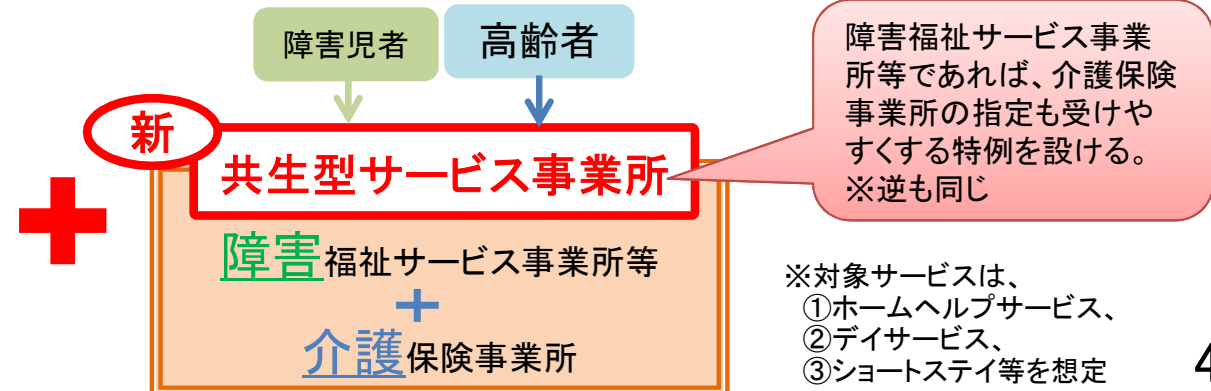 障害児者
高齢者
新
共生型サービス事業所
障害福祉サービス事業所等
+
介護保険事業所
障害福祉サービス事業
所等であれば、介護保険
事業所の指定も受けや
すくする特例を設ける。
※逆も同じ
※対象サービスは、
①ホームヘルプサービス、
②デイサービス、
③ショートステイ等を想定
4